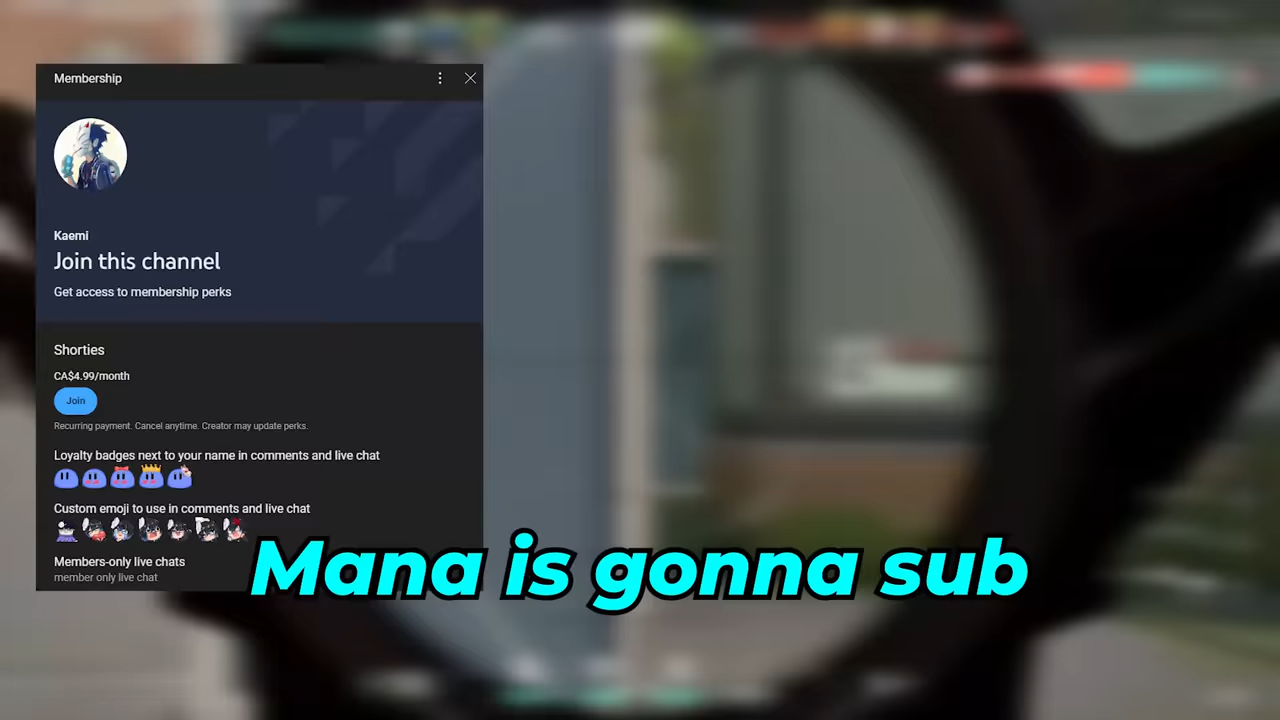 Membership
Kaemi
Join this channel
Get access to membership perks
Shorties
CA$4.99/month
Join
Recurring payment. Cancel anytime. Creator may update perks.
Loyalty badges next to your name in comments and live chat
Custom emoji to use in comments and live chat
Members-only live chats
member only live chat
Mana is gonna sub